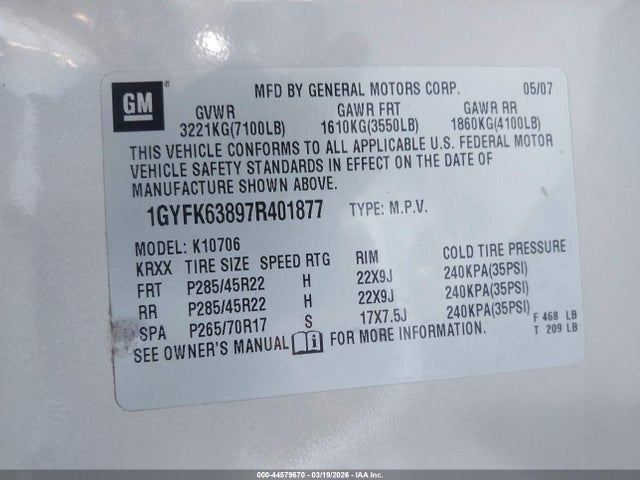 GM ®
MFD BY GENERAL MOTORS CORP. 05/07
GVWR GAWR FRT GAWR RR
3221KG(7100LB) 1610KG(3550LB) 1860KG(4100LB)
THIS VEHICLE CONFORMS TO ALL APPLICABLE U.S. FEDERAL MOTOR
VEHICLE SAFETY STANDARDS IN EFFECT ON THE DATE OF
MANUFACTURE SHOWN ABOVE.
1GYFK63897R401877 TYPE: M.P.V.
MODEL: K10706
KRXX TIRE SIZE SPEED RTG RIM COLD TIRE PRESSURE
FRT P285/45R22 H 22X9J 240KPA(35PSI)
RR P285/45R22 H 22X9J 240KPA(35PSI)
SPA P265/70R17 S 17X7.5J 240KPA(35PSI)
SEE OWNER'S MANUAL i FOR MORE INFORMATION.
F 468 LB
T 209 LB
000-44579670 - 03/19/2026 - IAA Inc.